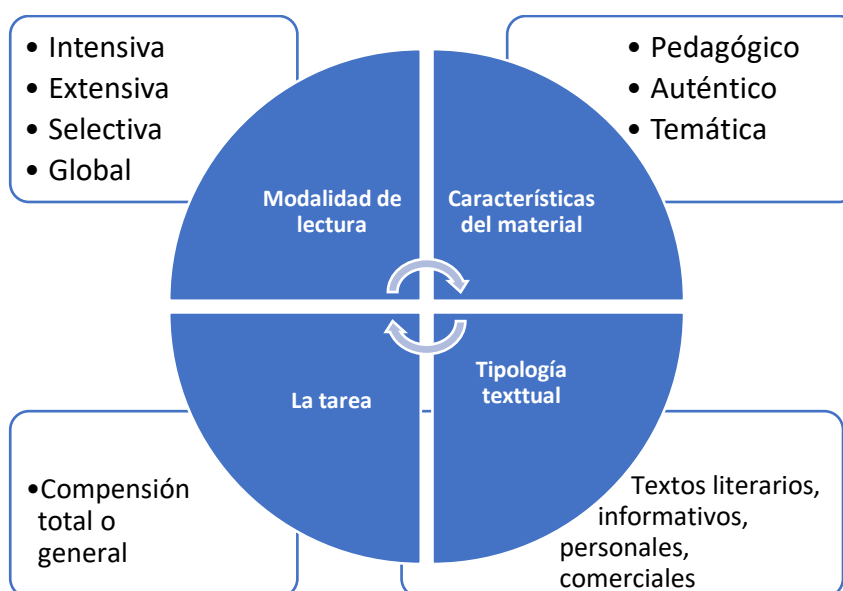 • Intensiva
• Extensiva
• Selectiva
• Global
• Pedagógico
• Auténtico
• Temática
Modalidad de
lectura
Características
del material
La tarea
Tipología
texttual
•Compensión
total o
general
Textos literarios,
informativos,
personales,
comerciales